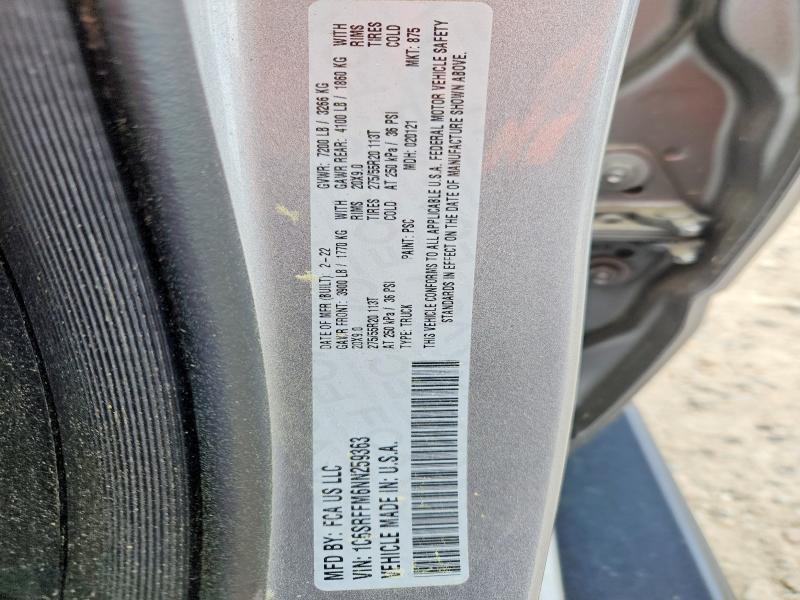 MFD BY: FCA US LLC
VIN: 1C6SRFFM6NN259363
VEHICLE MADE IN: U.S.A.
DATE OF MFR (BUILT): 2-22 GVWR: 7200 LB / 3266 KG
GAWR FRONT: 3900 LB / 1770 KG WITH GAWR REAR: 4100 LB / 1860 KG WITH
20X9.0 RIMS 20X9.0 RIMS
275/55R20 113T TIRES 275/55R20 113T TIRES
AT 250 kPa / 36 PSI COLD AT 250 kPa / 36 PSI COLD
TYPE: TRUCK PAINT: PSC MDH: 020121 MKT: 875
THIS VEHICLE CONFORMS TO ALL APPLICABLE U.S.A. FEDERAL MOTOR VEHICLE SAFETY
STANDARDS IN EFFECT ON THE DATE OF MANUFACTURE SHOWN ABOVE.